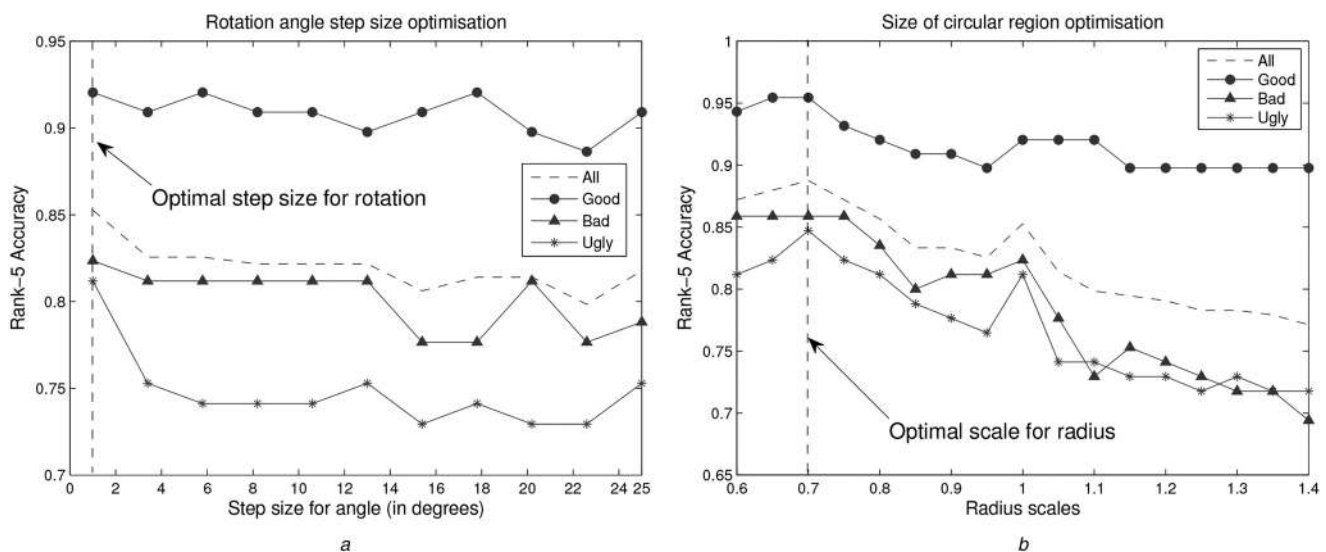 Rotation angle step size optimisation
0.95
0.9
0.85
0.8
0.75
0.7
Rank-5 Accuracy
Optimal step size for rotation
All
Good
Bad
Ugly
0 2 4 6 8 10 12 14 16 18 20 22 24 25
Step size for angle (in degrees)
a
Size of circular region optimisation
1
0.95
0.9
0.85
0.8
0.75
0.7
0.65
Rank-5 Accuracy
All
Good
Bad
Ugly
Optimal scale for radius
0.6 0.7 0.8 0.9 1 1.1 1.2 1.3 1.4
Radius scales
b